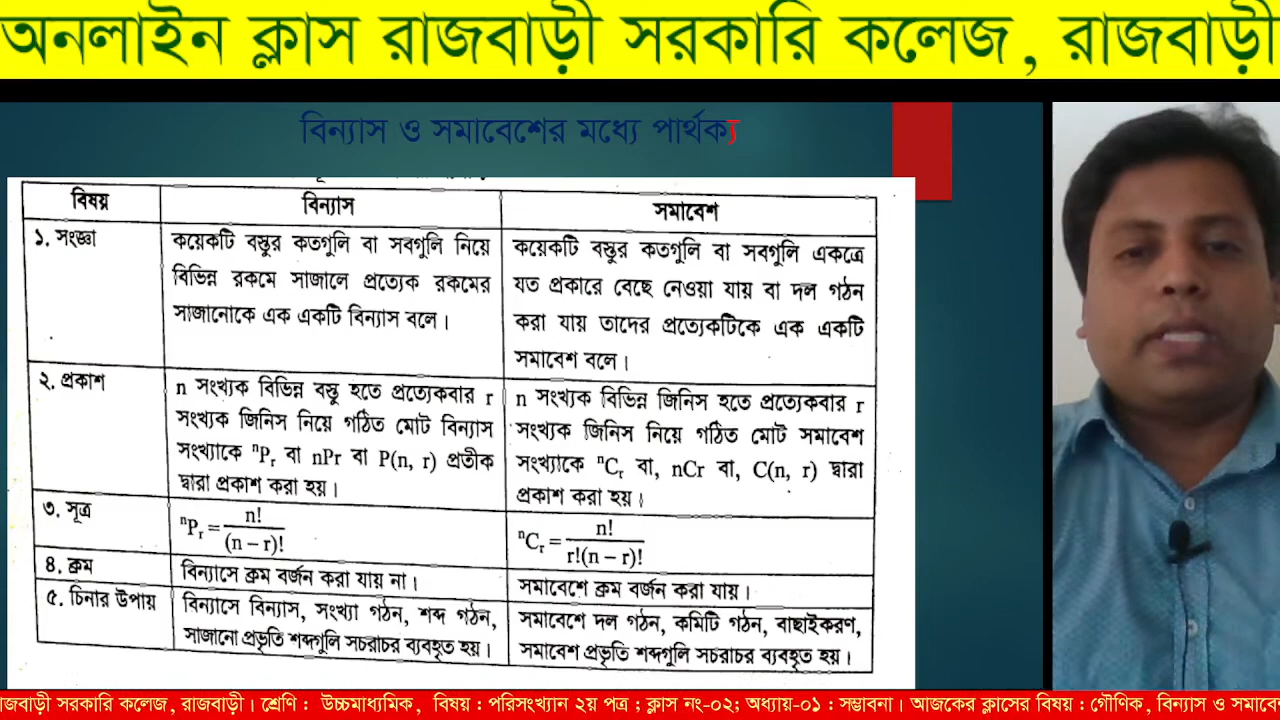 অনলাইন ক্লাস রাজবাড়ী সরকারি কলেজ, রাজবাড়ী
বিন্যাস ও সমাবেশের মধ্যে পার্থক্য
বিষয় বিন্যাস সমাবেশ
১. সংজ্ঞা
কয়েকটি বস্তুর কতগুলি বা সবগুলি নিয়ে
বিভিন্ন রকমে সাজালে প্রত্যেক রকমের
সাজানোকে এক একটি বিন্যাস বলে।
কয়েকটি বস্তুর কতগুলি বা সবগুলি একত্রে
যত প্রকারে বেছে নেওয়া যায় বা দল গঠন
করা যায় তাদের প্রত্যেকটিকে এক একটি
সমাবেশ বলে।
২. প্রকাশ
n সংখ্যক বিভিন্ন বস্তু হতে প্রত্যেকবার r
সংখ্যক জিনিস নিয়ে গঠিত মোট বিন্যাস
সংখ্যাকে ⁿPᵣ বা nPr বা P(n, r) প্রতীক
দ্বারা প্রকাশ করা হয়।
n সংখ্যক বিভিন্ন জিনিস হতে প্রত্যেকবার r
সংখ্যক জিনিস নিয়ে গঠিত মোট সমাবেশ
সংখ্যাকে ⁿCᵣ বা, nCr বা, C(n, r) দ্বারা
প্রকাশ করা হয়।
৩. সূত্র
ⁿPᵣ = n!/(n – r)!
ⁿCᵣ = n!/r!(n – r)!
৪. ক্রম
বিন্যাসে ক্রম বর্জন করা যায় না।
সমাবেশে ক্রম বর্জন করা যায়।
৫. চিনার উপায়
বিন্যাসে বিন্যাস, সংখ্যা গঠন, শব্দ গঠন,
সাজানো প্রভৃতি শব্দগুলি সচরাচর ব্যবহৃত হয়।
সমাবেশে দল গঠন, কমিটি গঠন, বাছাইকরণ,
সমাবেশ প্রভৃতি শব্দগুলি সচরাচর ব্যবহৃত হয়।
সরকারি কলেজ, রাজবাড়ী। শ্রেণি : উচ্চমাধ্যমিক, বিষয় : পরিসংখ্যান ২য় পত্র ; ক্লাস নং-০২; অধ্যায়-০১ : সম্ভাবনা। আজকের ক্লাসের বিষয় : গৌণিক, বিন্যাস ও